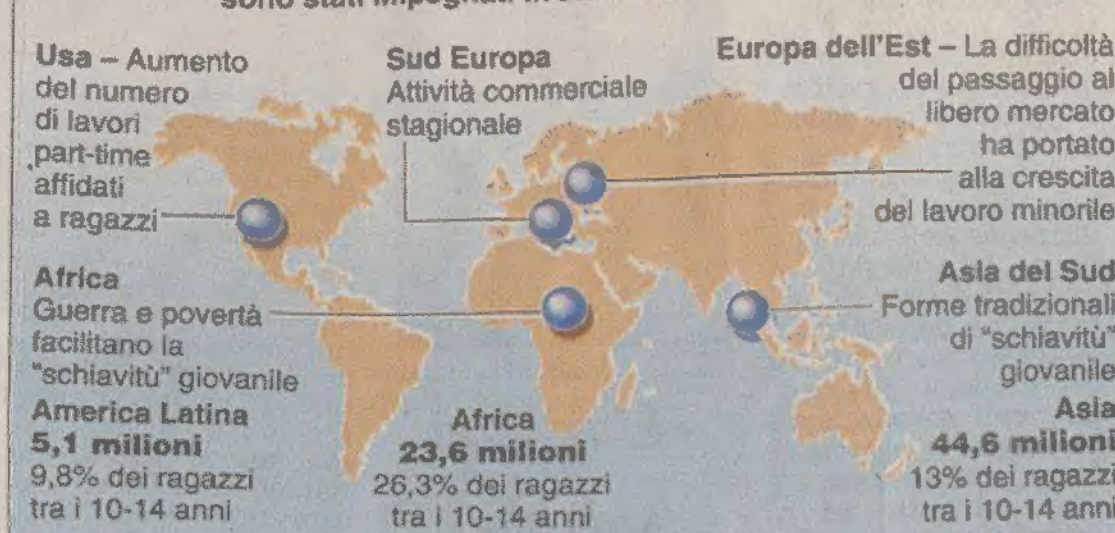 sono stati impegnati
Usa – Aumento
del numero
di lavori
part-time
affidati
a ragazzi
Sud Europa
Attività commerciale
stagionale
Europa dell'Est – La difficoltà
del passaggio al
libero mercato
ha portato
alla crescita
del lavoro minorile
Africa
Guerra e povertà
facilitano la
"schiavitù" giovanile
Asia del Sud
Forme tradizionali
di "schiavitù"
giovanile
America Latina
5,1 milioni
9,8% dei ragazzi
tra i 10-14 anni
Africa
23,6 milioni
26,3% dei ragazzi
tra i 10-14 anni
Asia
44,6 milioni
13% dei ragazzi
tra i 10-14 anni